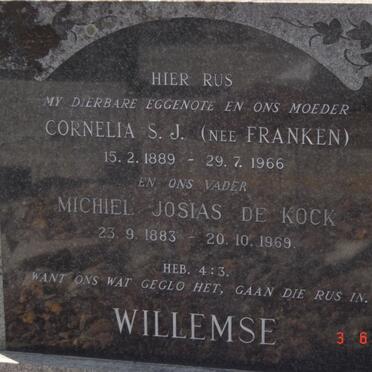 HIER RUS
MY DIERBARE EGGENOTE EN ONS MOEDER
CORNELIA S. J. (NEE FRANKEN)
15. 2. 1889 - 29. 7. 1966
EN ONS VADER
MICHIEL JOSIAS DE KOCK
23. 9. 1883 - 20. 10. 1969.
HEB. 4:3.
WANT ONS WAT GEGLO HET, GAAN DIE RUS IN.
WILLEMSE
3 6